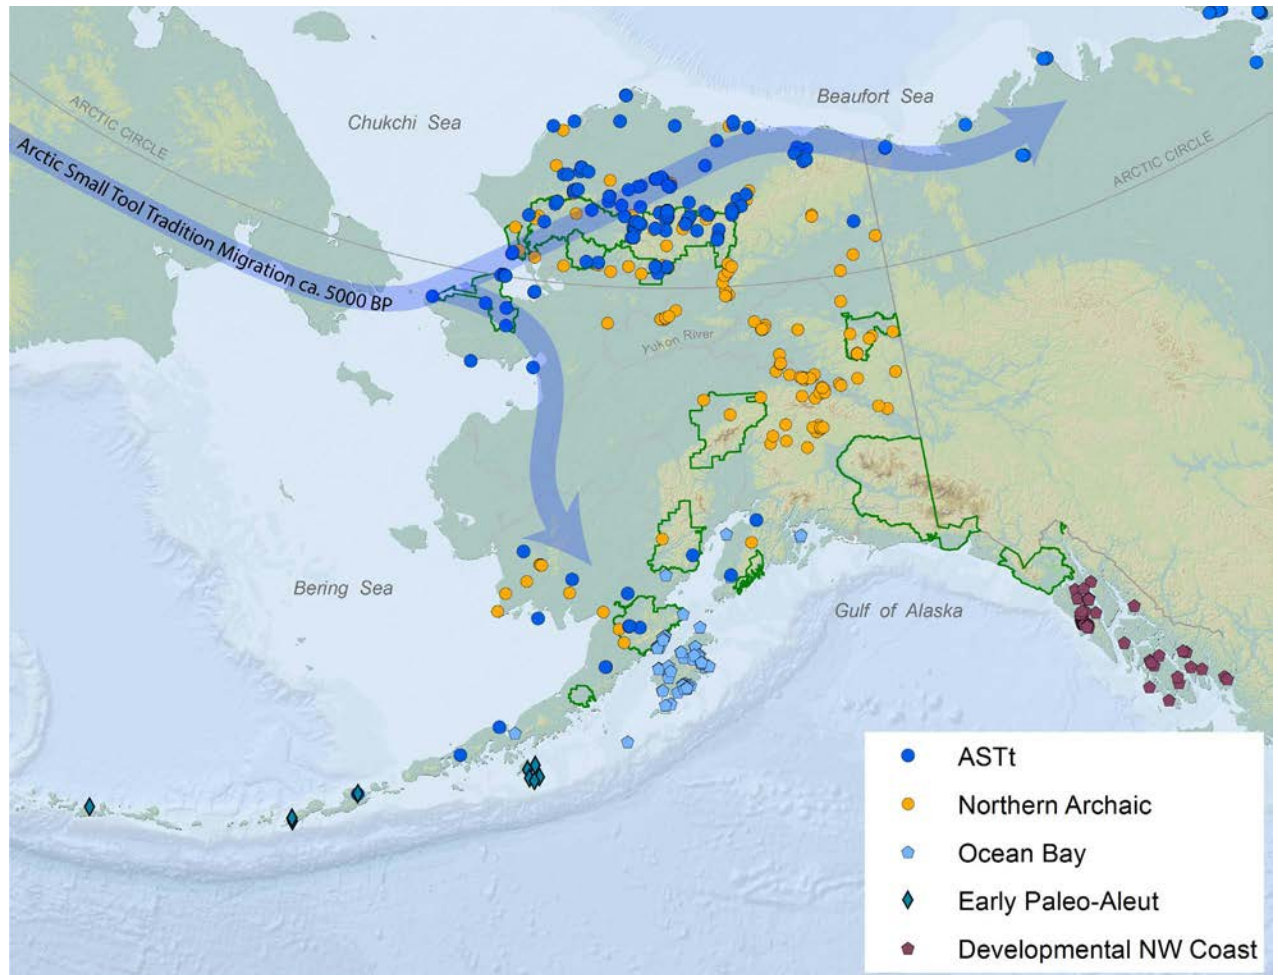 Beaufort Sea
Chukchi Sea
ARCTIC CIRCLE
ARCTIC CIRCLE
Arctic Small Tool Tradition Migration ca. 5000 BP
Yukon River
Bering Sea
Gulf of Alaska
ASTt
Northern Archaic
Ocean Bay
Early Paleo-Aleut
Developmental NW Coast